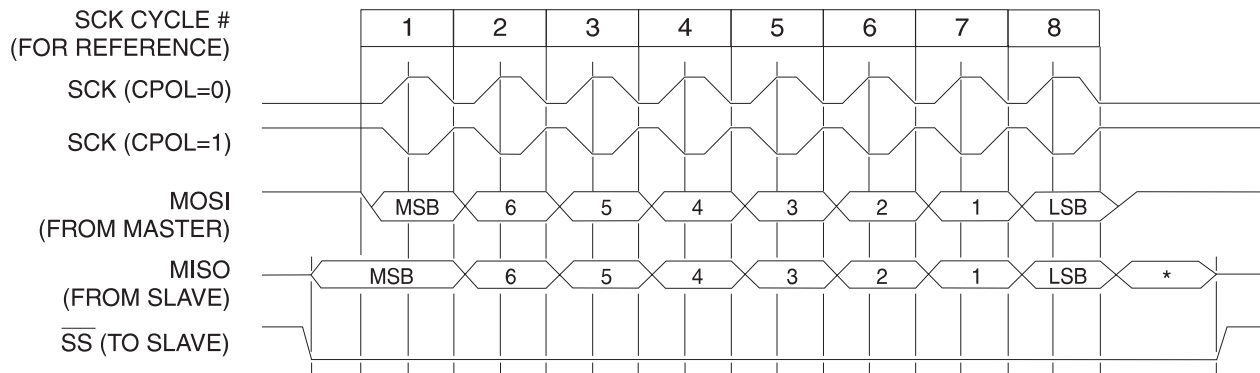 SCK CYCLE # 1 2 3 4 5 6 7 8
(FOR REFERENCE)
SCK (CPOL=0)
SCK (CPOL=1)
MOSI
(FROM MASTER)
MSB 6 5 4 3 2 1 LSB
MISO
(FROM SLAVE)
MSB 6 5 4 3 2 1 LSB *
SS (TO SLAVE)